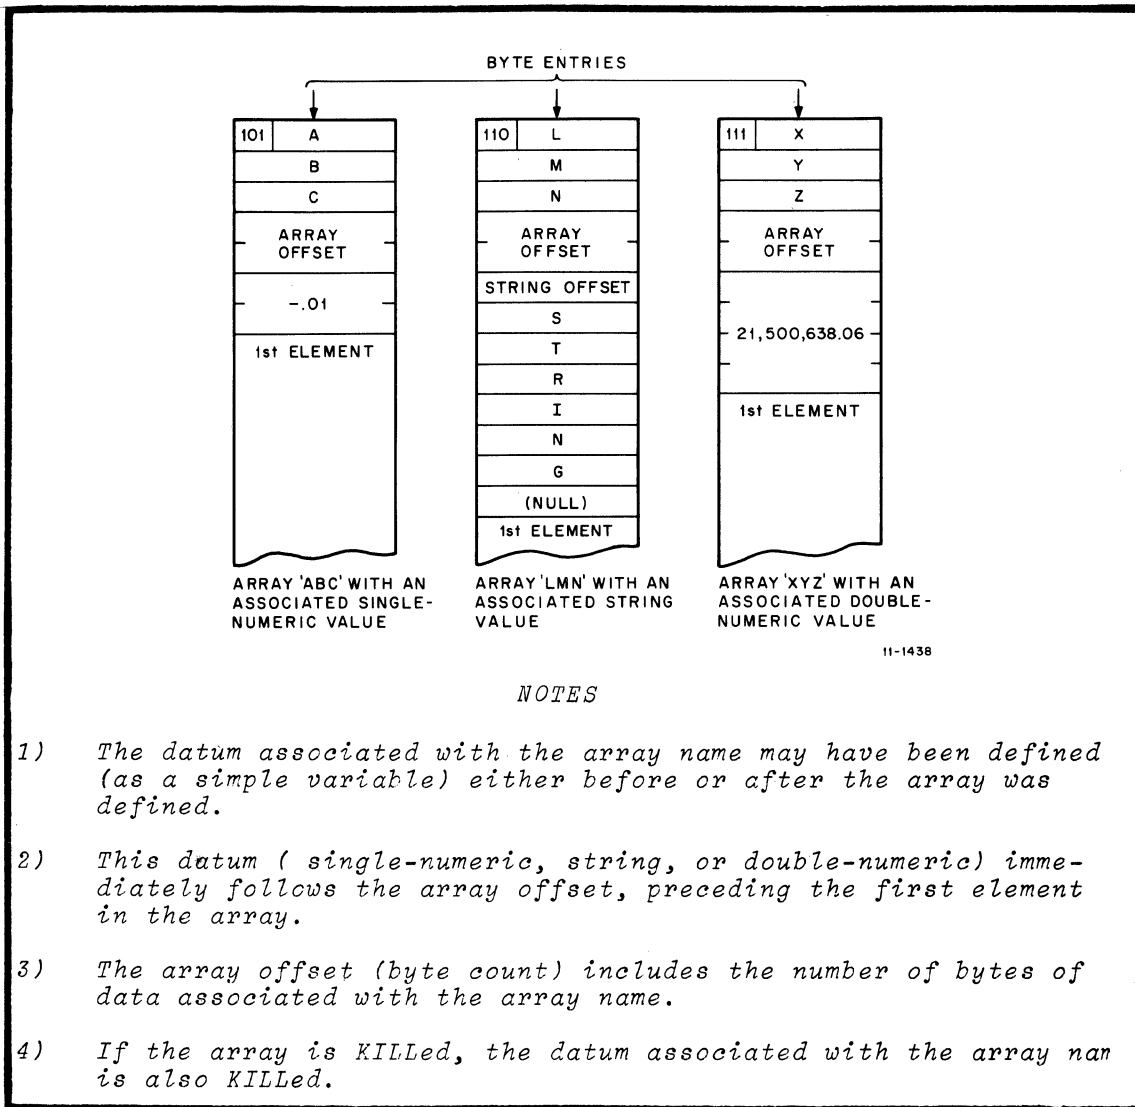 BYTE ENTRIES
101 A
B
C
ARRAY
OFFSET
-.01
1st ELEMENT
110 L
M
N
ARRAY
OFFSET
STRING OFFSET
S
T
R
I
N
G
(NULL)
1st ELEMENT
111 X
Y
Z
ARRAY
OFFSET
21,500,638.06
1st ELEMENT
ARRAY 'ABC' WITH AN
ASSOCIATED SINGLE-
NUMERIC VALUE
ARRAY 'LMN' WITH AN
ASSOCIATED STRING
VALUE
ARRAY 'XYZ' WITH AN
ASSOCIATED DOUBLE-
NUMERIC VALUE
11-1438
NOTES
1) The datum associated with the array name may have been defined
(as a simple variable) either before or after the array was
defined.
2) This datum ( single-numeric, string, or double-numeric) imme-
diately follows the array offset, preceding the first element
in the array.
3) The array offset (byte count) includes the number of bytes of
data associated with the array name.
4) If the array is KILLed, the datum associated with the array
is also KILLed.